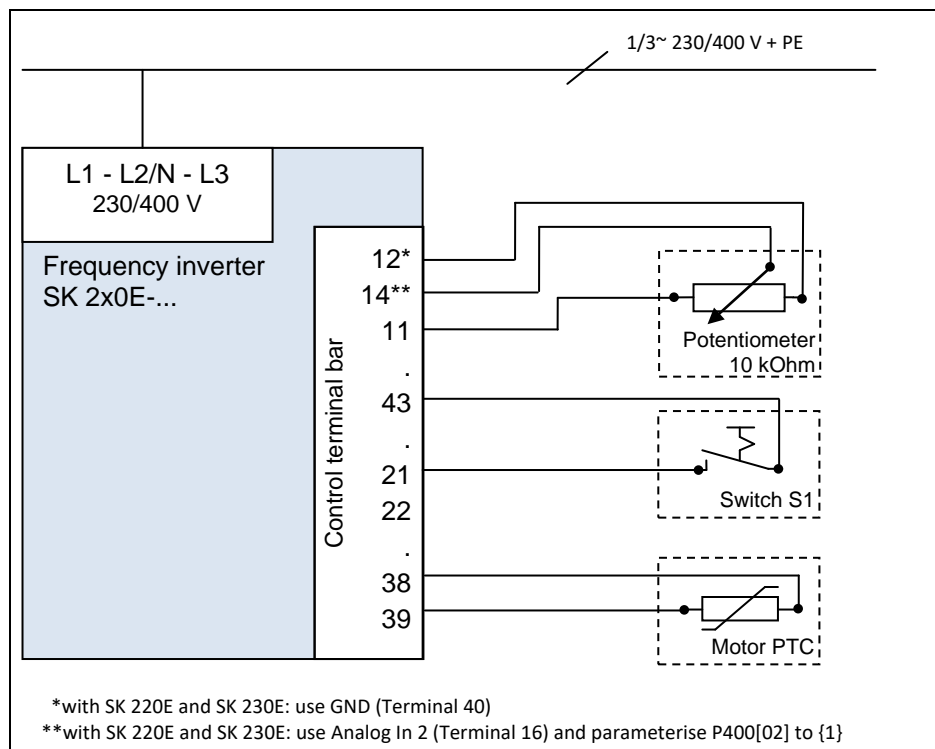 1/3~ 230/400 V + PE
L1 - L2/N - L3
230/400 V
Frequency inverter
SK 2x0E-...
Control terminal bar
12*
14**
11
.
43
.
21
22
.
38
39
Potentiometer
10 kOhm
Switch S1
Motor PTC
*with SK 220E and SK 230E: use GND (Terminal 40)
**with SK 220E and SK 230E: use Analog In 2 (Terminal 16) and parameterise P400[02] to {1}